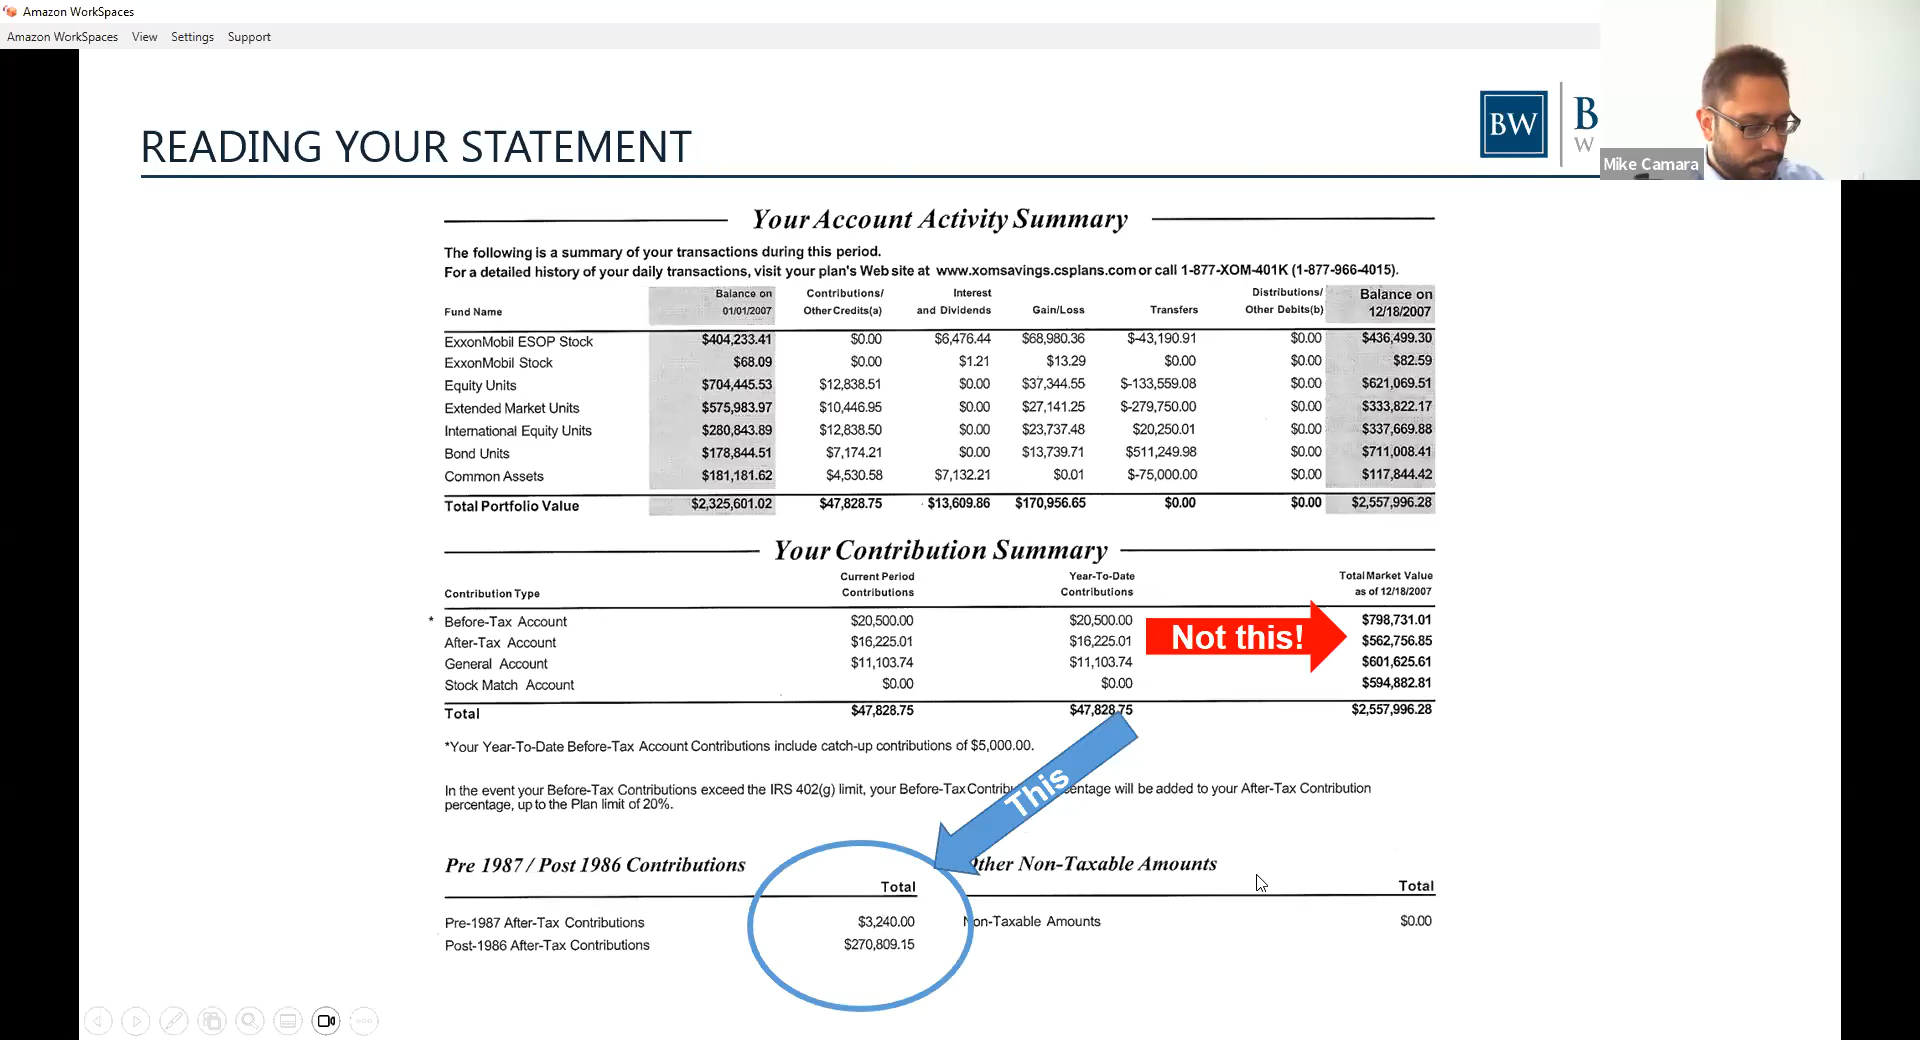 Amazon WorkSpaces
Amazon WorkSpaces View Settings Support
READING YOUR STATEMENT
BW
B
W
Mike Camara
Your Account Activity Summary
The following is a summary of your transactions during this period.
For a detailed history of your daily transactions, visit your plan's Web site at www.xomsavings.csplans.com or call 1-877-XOM-401K (1-877-966-4015).
Balance on Contributions/ Interest Distributions/ Balance on
Fund Name 01/01/2007 Other Credits(a) and Dividends Gain/Loss Transfers Other Debits(b) 12/18/2007
ExxonMobil ESOP Stock $404,233.41 $0.00 $6,476.44 $68,980.36 $-43,190.91 $0.00 $436,499.30
ExxonMobil Stock $68.09 $0.00 $1.21 $13.29 $0.00 $0.00 $82.59
Equity Units $704,445.53 $12,838.51 $0.00 $37,344.55 $-133,559.08 $0.00 $621,069.51
Extended Market Units $575,983.97 $10,446.95 $0.00 $27,141.25 $-279,750.00 $0.00 $333,822.17
International Equity Units $280,843.89 $12,838.50 $0.00 $23,737.48 $20,250.01 $0.00 $337,669.88
Bond Units $178,844.51 $7,174.21 $0.00 $13,739.71 $511,249.98 $0.00 $711,008.41
Common Assets $181,181.62 $4,530.58 $7,132.21 $0.01 $-75,000.00 $0.00 $117,844.42
Total Portfolio Value $2,325,601.02 $47,828.75 $13,609.86 $170,956.65 $0.00 $0.00 $2,557,996.28
Your Contribution Summary
Current Period Year-To-Date Total Market Value
Contribution Type Contributions Contributions as of 12/18/2007
* Before-Tax Account $20,500.00 $20,500.00 $798,731.01
After-Tax Account $16,225.01 $16,225.01 Not this! $562,756.85
General Account $11,103.74 $11,103.74 $601,625.61
Stock Match Account $0.00 $0.00 $594,882.81
Total $47,828.75 $47,828.75 $2,557,996.28
*Your Year-To-Date Before-Tax Account Contributions include catch-up contributions of $5,000.00.
This
In the event your Before-Tax Contributions exceed the IRS 402(g) limit, your Before-Tax will be added to your After-Tax Contribution
percentage, up to the Plan limit of 20%.
Pre 1987 / Post 1986 Contributions Other Non-Taxable Amounts
Total Total
Pre-1987 After-Tax Contributions $3,240.00 Non-Taxable Amounts $0.00
Post-1986 After-Tax Contributions $270,809.15